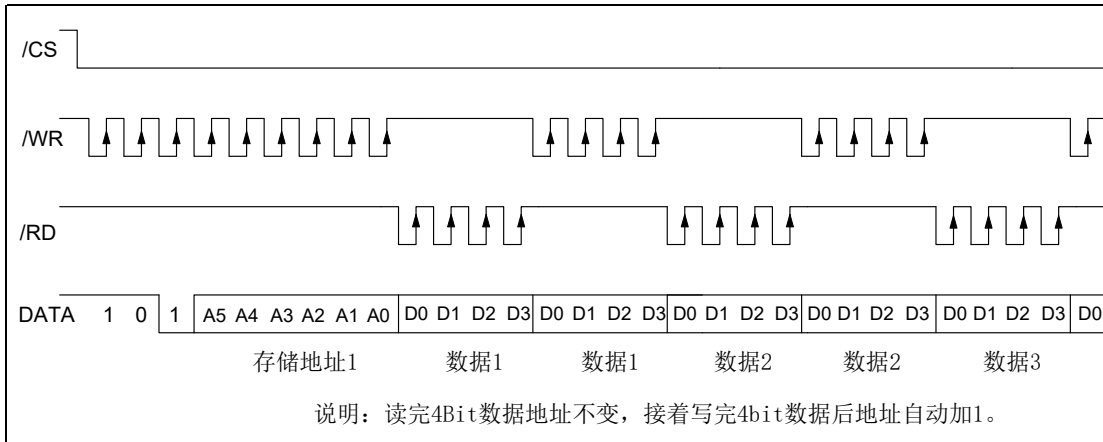 /CS
/WR
/RD
DATA 1 0 1 A5 A4 A3 A2 A1 A0 D0 D1 D2 D3 D0 D1 D2 D3 D0 D1 D2 D3 D0 D1 D2 D3 D0 D1 D2 D3 D0
存储地址1 数据1 数据1 数据2 数据2 数据3
说明：读完4Bit数据地址不变，接着写完4bit数据后地址自动加1。